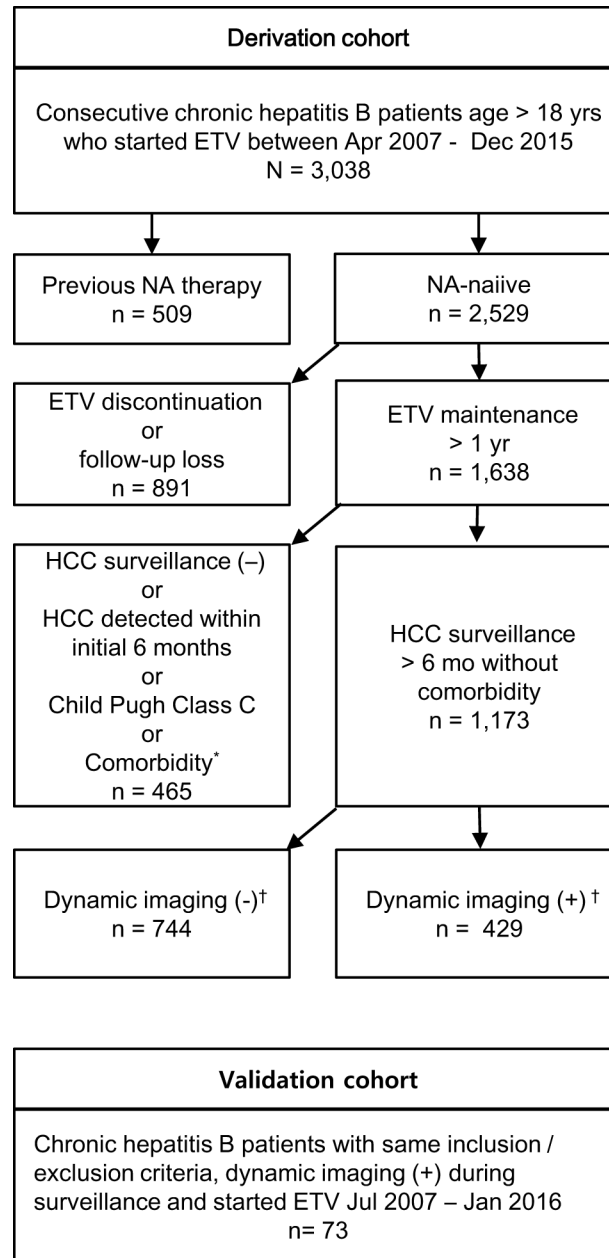 Derivation cohort
Consecutive chronic hepatitis B patients age > 18 yrs
who started ETV between Apr 2007 - Dec 2015
N = 3,038
Previous NA therapy
n = 509
NA-naiive
n = 2,529
ETV discontinuation
or
follow-up loss
n = 891
ETV maintenance
> 1 yr
n = 1,638
HCC surveillance (–)
or
HCC detected within
initial 6 months
or
Child Pugh Class C
or
Comorbidity*
n = 465
HCC surveillance
> 6 mo without
comorbidity
n = 1,173
Dynamic imaging (-)†
n = 744
Dynamic imaging (+) †
n = 429
Validation cohort
Chronic hepatitis B patients with same inclusion /
exclusion criteria, dynamic imaging (+) during
surveillance and started ETV Jul 2007 – Jan 2016
n= 73